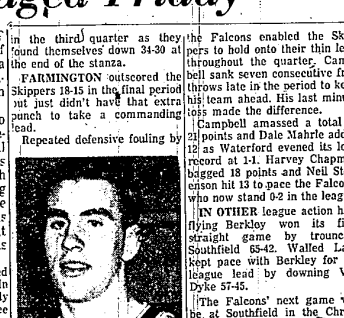 Friday
in the third quarter as they
found themselves down 34-30 at
the end of the stanza.
FARMINGTON outscored the
Skippers 18-15 in the final period
but just didn't have that extra
punch to take a commanding
lead.
Repeated defensive fouling by
the Falcons enabled the Sk
pers to hold onto their thin le
throughout the quarter. Cam
bell sank seven consecutive fr
throws late in the period to ke
his team ahead. His last minu
toss made the difference.
Campbell amassed a total
21 points and Dale Mahrle add
12 as Waterford evened its lo
record at 1-1. Harvey Chapm
bagged 18 points and Neil St
enson hit 13 to pace the Falco
who now stand 0-2 in the leag
IN OTHER league action h
flying Berkley won its fi
straight game by trounc
Southfield 65-42. Walled La
kept pace with Berkley for
league lead by downing V
Dyke 57-45.
The Falcons' next game
be at Southfield in the Chr